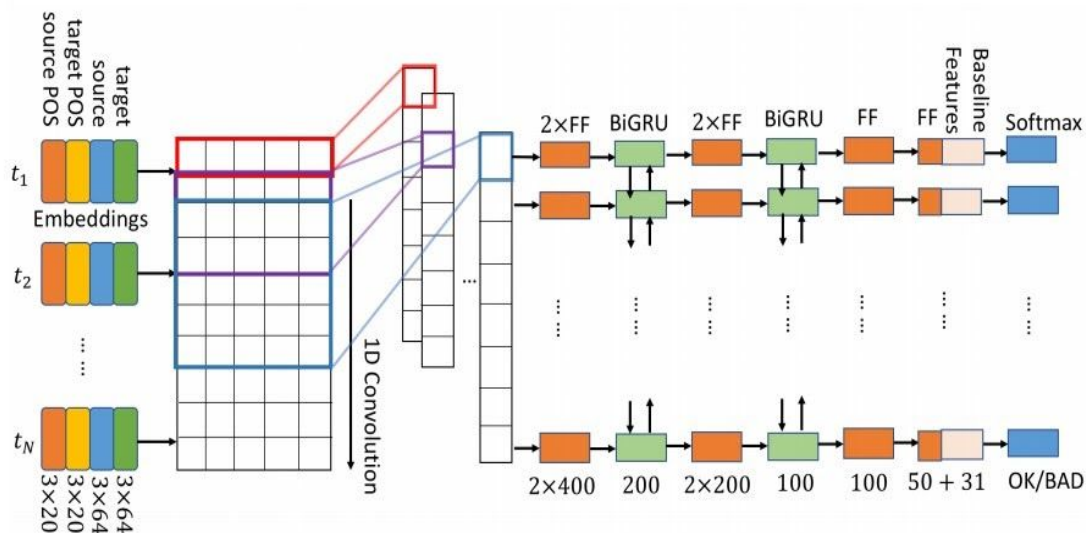 source POS
target POS
source
target
t₁
Embeddings
t₂
... ...
t_N
3×20
3×20
3×64
3×64
1D Convolution
...
2×FF
BiGRU
2×FF
BiGRU
FF
FF
Baseline
Features
Softmax
... ...
... ...
... ...
... ...
2×400
200
2×200
100
100
50 + 31
OK/BAD